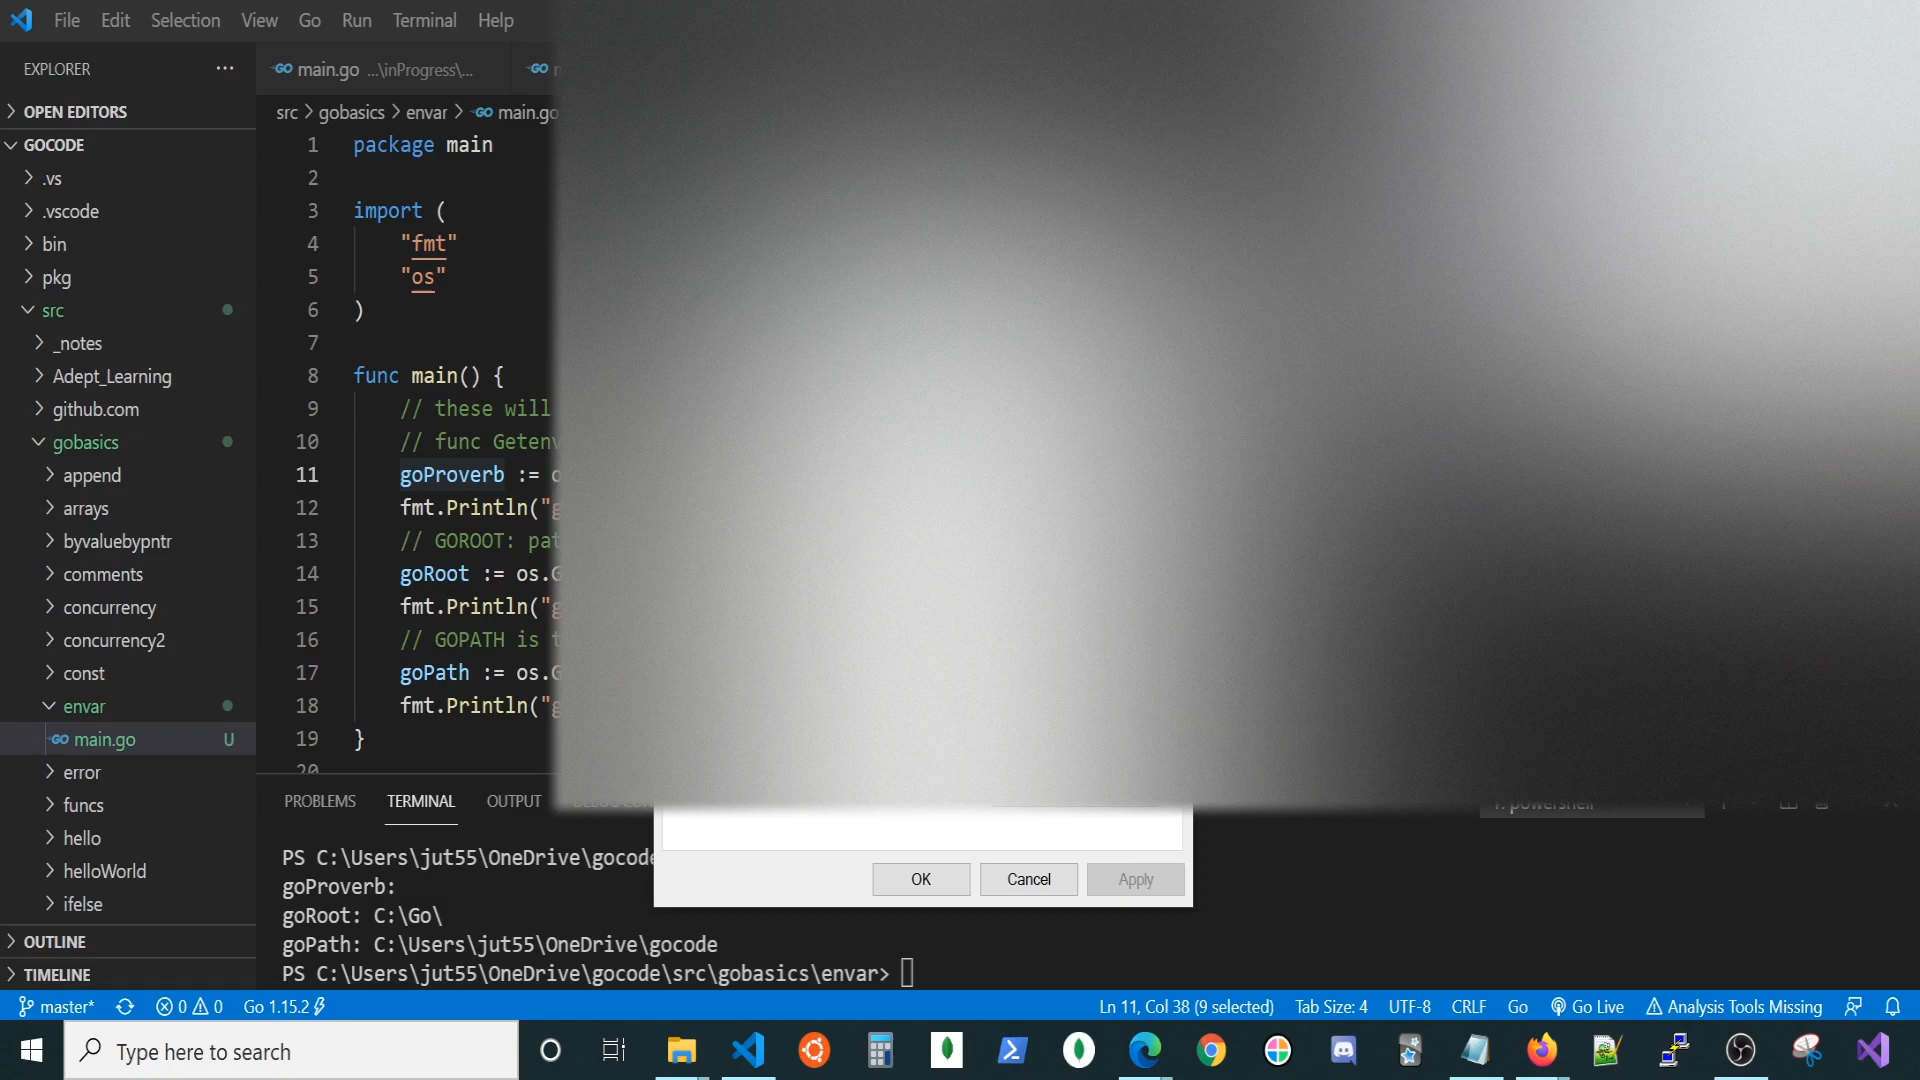 File Edit Selection View Go Run Terminal Help
EXPLORER
main.go ...\inProgress\...
OPEN EDITORS
src > gobasics > envar > main.go
GOCODE
.vs
.vscode
bin
pkg
src
_notes
Adept_Learning
github.com
gobasics
append
arrays
byvaluebypntr
comments
concurrency
concurrency2
const
envar
main.go U
error
funcs
hello
helloWorld
ifelse
OUTLINE
TIMELINE
1 package main
2
3 import (
4 "fmt"
5 "os"
6 )
7
8 func main() {
9 // these will
10 // func Getenv
11 goProverb :=
12 fmt.Println("g
13 // GOROOT: pat
14 goRoot := os.G
15 fmt.Println("g
16 // GOPATH is t
17 goPath := os.G
18 fmt.Println("g
19 }
20
PROBLEMS TERMINAL OUTPUT
PS C:\Users\jut55\OneDrive\gocode
goProverb:
goRoot: C:\Go\
goPath: C:\Users\jut55\OneDrive\gocode
PS C:\Users\jut55\OneDrive\gocode\src\gobasics\envar>
OK Cancel Apply
master* 0 0 Go 1.15.2
Ln 11, Col 38 (9 selected) Tab Size: 4 UTF-8 CRLF Go Go Live Analysis Tools Missing
Type here to search